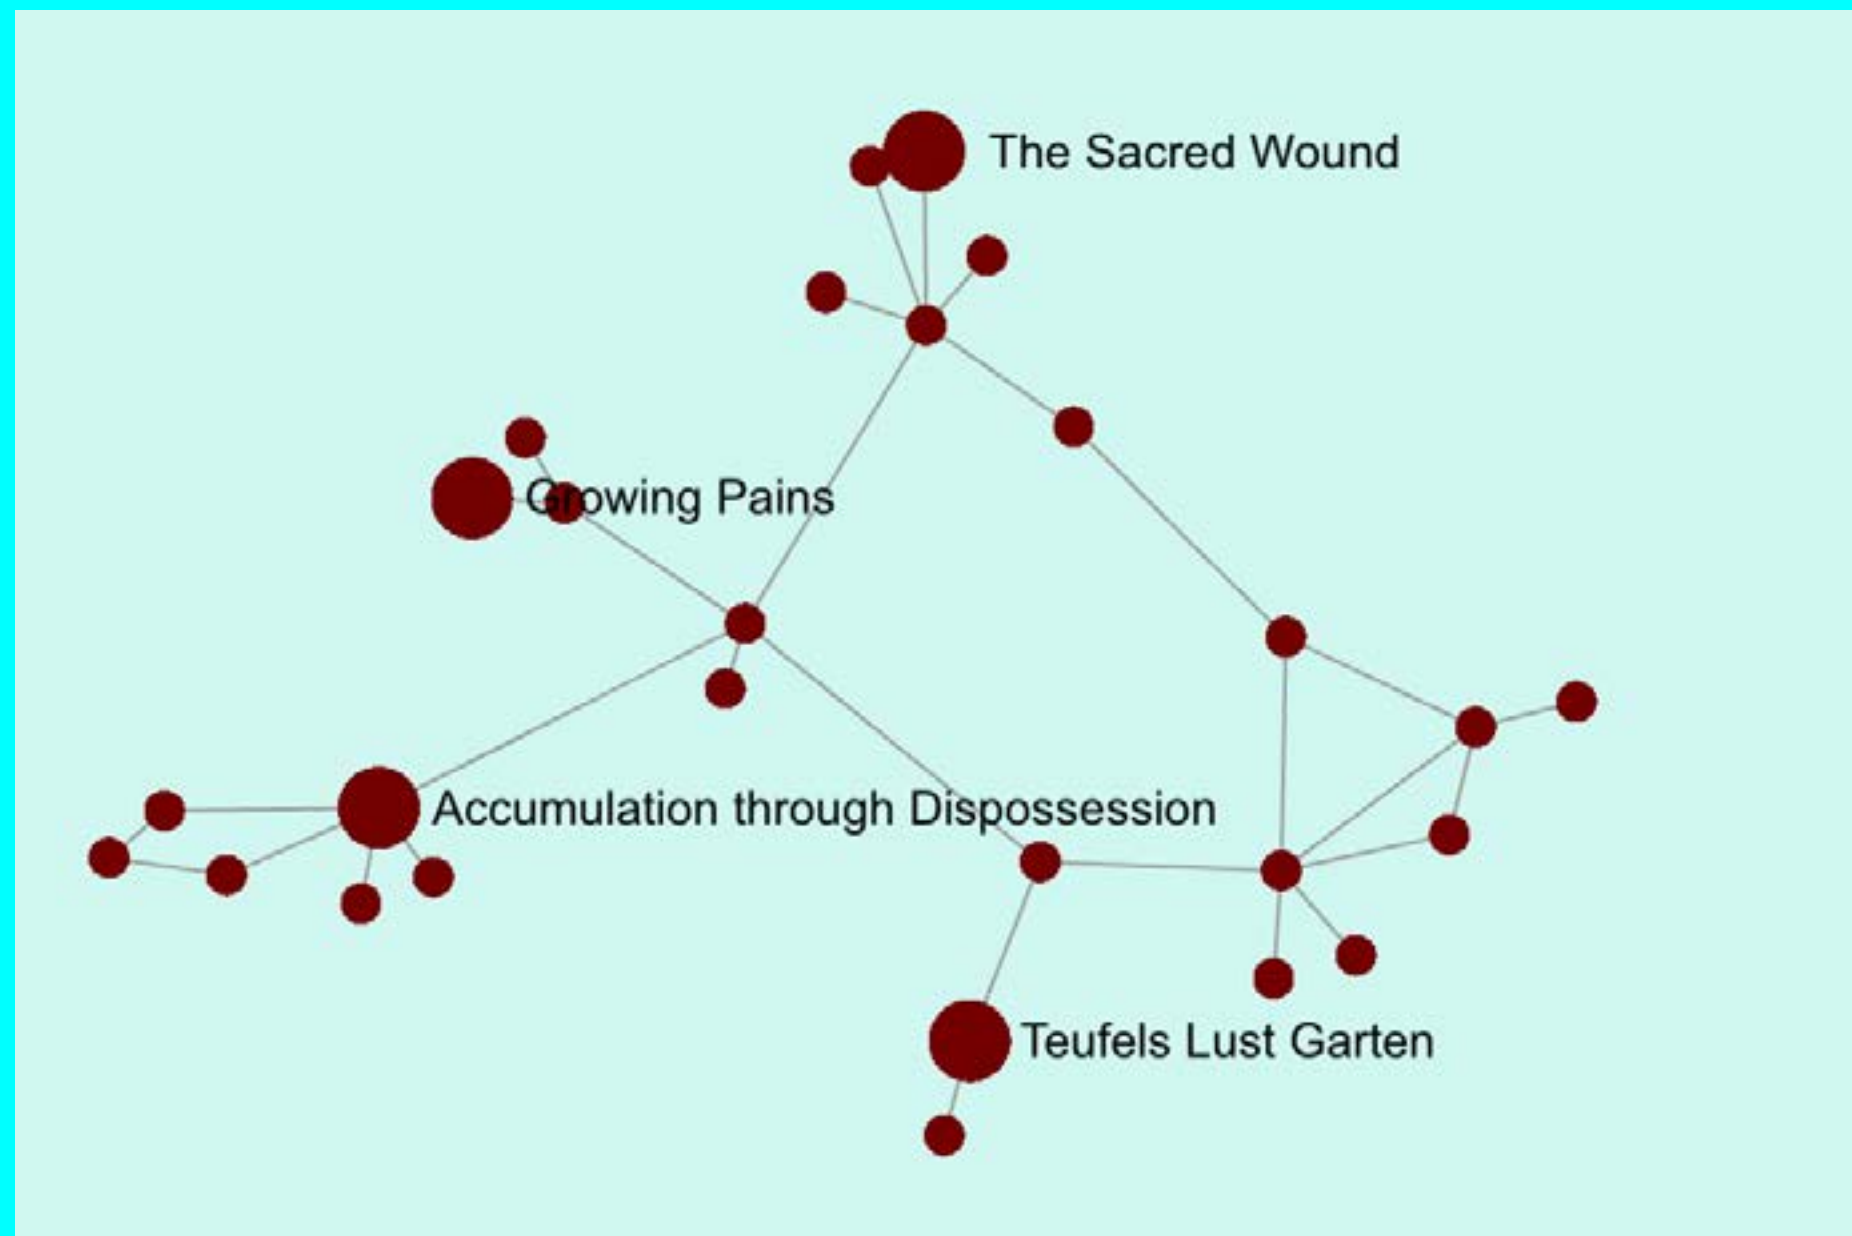 The Sacred Wound
Growing Pains
Accumulation through Dispossession
Teufels Lust Garten